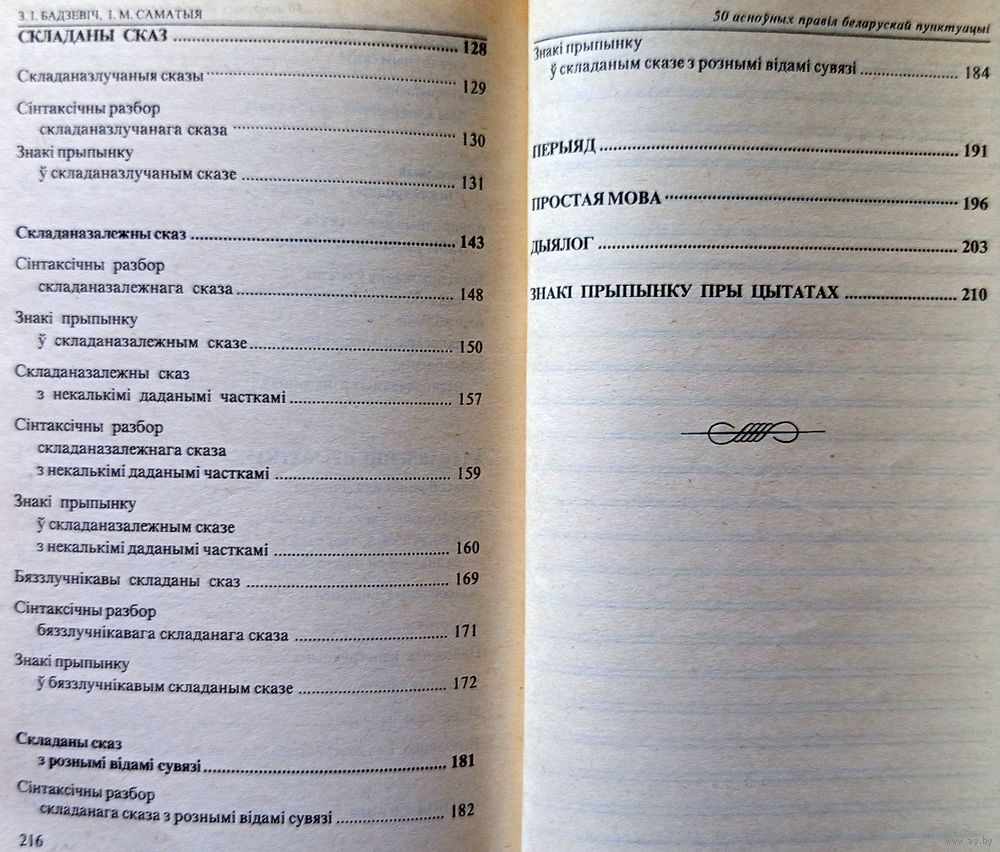 З. І. БАДЗЕВІЧ, І. М. САМАТЫЯ
СКЛАДАНЫ СКАЗ ........ 128
Складаназлучаныя сказы ........ 129
Сінтаксічны разбор
складаназлучанага сказа ........ 130
Знакі прыпынку
ў складаназлучаным сказе ........ 131
Складаназалежны сказ ........ 143
Сінтаксічны разбор
складаназалежнага сказа ........ 148
Знакі прыпынку
ў складаназалежным сказе ........ 150
Складаназалежны сказ
з некалькімі даданымі часткамі ........ 157
Сінтаксічны разбор
складаназалежнага сказа
з некалькімі даданымі часткамі ........ 159
Знакі прыпынку
ў складаназалежным сказе
з некалькімі даданымі часткамі ........ 160
Бяззлучнікавы складаны сказ ........ 169
Сінтаксічны разбор
бяззлучнікавага складанага сказа ........ 171
Знакі прыпынку
ў бяззлучнікавым складаным сказе ........ 172
Складаны сказ
з рознымі відамі сувязі ........ 181
Сінтаксічны разбор
складанага сказа з рознымі відамі сувязі ........ 182
216
50 асноўных правіл беларускай пунктуацыі
Знакі прыпынку
ў складаным сказе з рознымі відамі сувязі ........ 184
ПЕРЫЯД ........ 191
ПРОСТАЯ МОВА ........ 196
ДЫЯЛОГ ........ 203
ЗНАКІ ПРЫПЫНКУ ПРЫ ЦЫТАТАХ ........ 210
www.ay.by